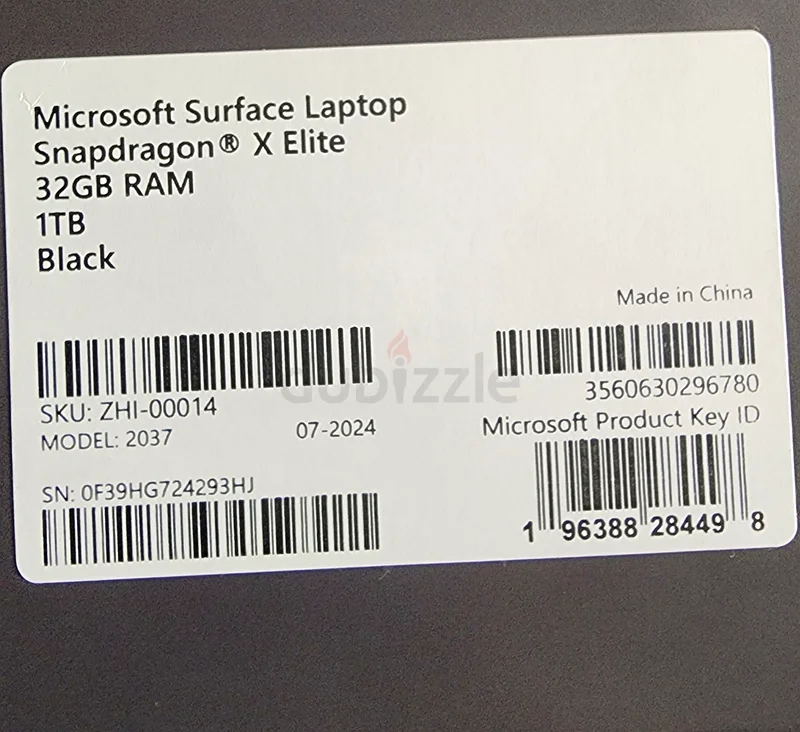 Microsoft Surface Laptop
Snapdragon® X Elite
32GB RAM
1TB
Black
Made in China
SKU: ZHI-00014
MODEL: 2037
07-2024
SN: 0F39HG724293HJ
3560630296780
Microsoft Product Key ID
1 96388 28449 8
dubizzle